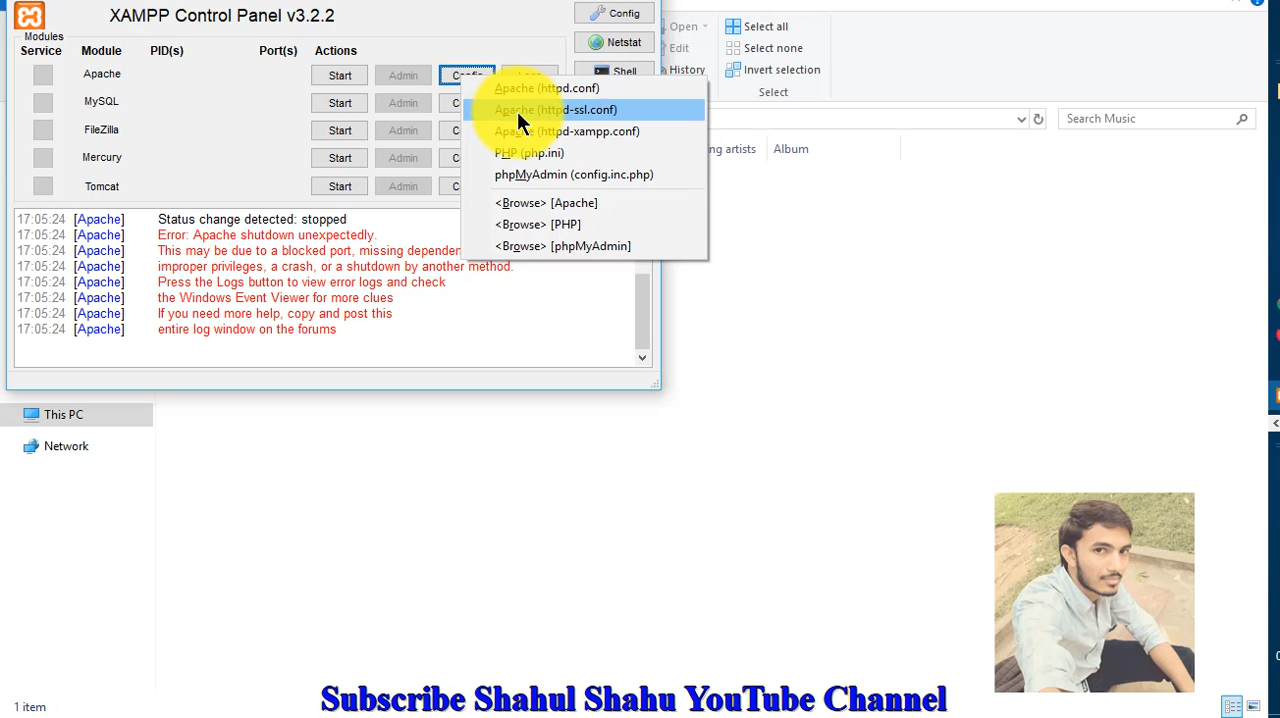 XAMPP Control Panel v3.2.2
Config
Modules
Service Module PID(s) Port(s) Actions
Netstat
Apache Start Admin Config Logs
Shell
MySQL Start Admin
FileZilla Start Admin
Mercury Start Admin
Tomcat Start Admin
Apache (httpd.conf)
Apache (httpd-ssl.conf)
Apache (httpd-xampp.conf)
PHP (php.ini)
phpMyAdmin (config.inc.php)
<Browse> [Apache]
<Browse> [PHP]
<Browse> [phpMyAdmin]
17:05:24 [Apache] Status change detected: stopped
17:05:24 [Apache] Error: Apache shutdown unexpectedly.
17:05:24 [Apache] This may be due to a blocked port, missing
17:05:24 [Apache] improper privileges, a crash, or a shutdown by another method.
17:05:24 [Apache] Press the Logs button to view error logs and check
17:05:24 [Apache] the Windows Event Viewer for more clues
17:05:24 [Apache] If you need more help, copy and post this
17:05:24 [Apache] entire log window on the forums
Open
Edit
History
Select all
Select none
Invert selection
Select
Search Music
artists Album
This PC
Network
1 item
Subscribe Shahul Shahu YouTube Channel